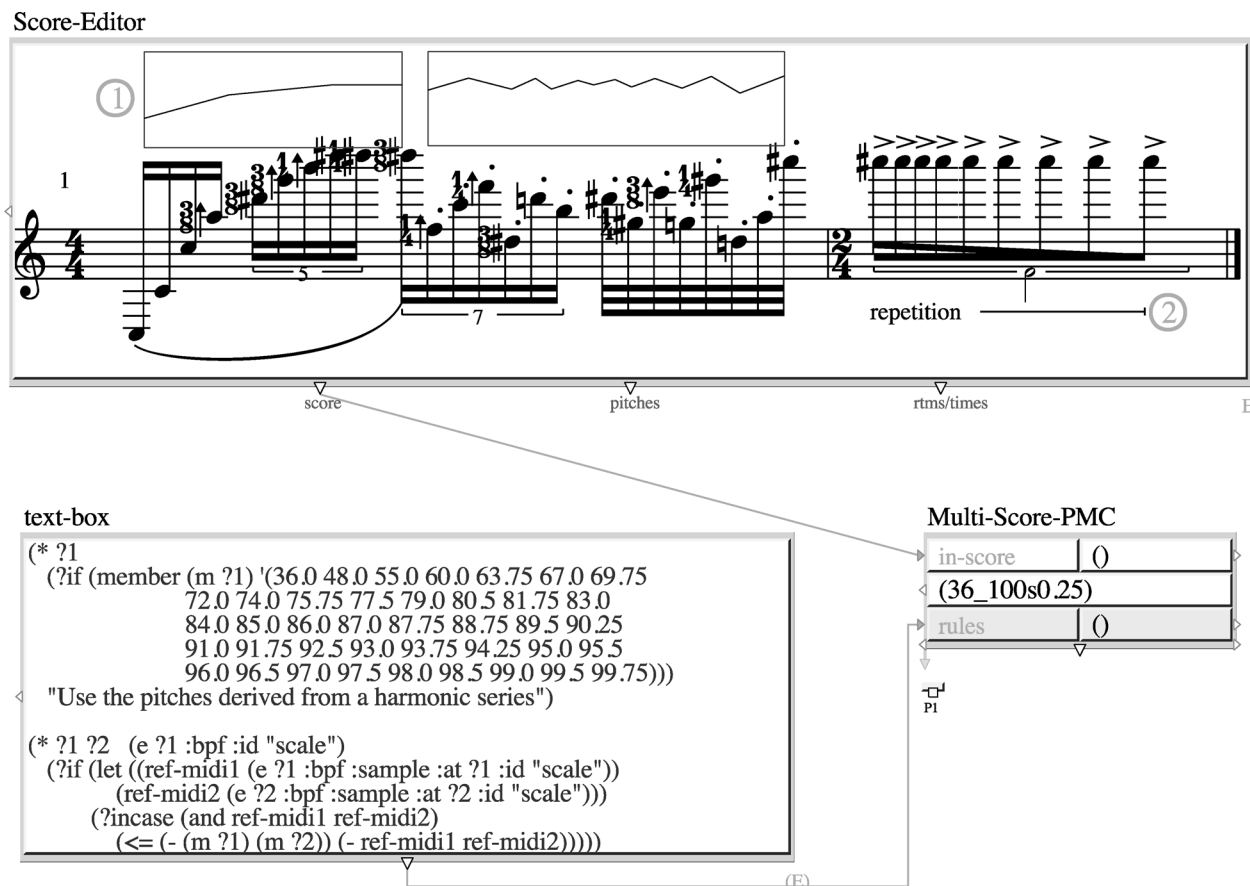 Score-Editor
1
1
4
4
5
7
2
4
repetition
2
score
pitches
rtms/times
E
text-box
(* ?1
(?if (member (m ?1) '(36.0 48.0 55.0 60.0 63.75 67.0 69.75
72.0 74.0 75.75 77.5 79.0 80.5 81.75 83.0
84.0 85.0 86.0 87.0 87.75 88.75 89.5 90.25
91.0 91.75 92.5 93.0 93.75 94.25 95.0 95.5
96.0 96.5 97.0 97.5 98.0 98.5 99.0 99.5 99.75)))
"Use the pitches derived from a harmonic series")
(* ?1 ?2 (e ?1 :bpf :id "scale")
(?if (let ((ref-midi1 (e ?1 :bpf :sample :at ?1 :id "scale"))
(ref-midi2 (e ?2 :bpf :sample :at ?2 :id "scale")))
(?incase (and ref-midi1 ref-midi2)
(<= (- (m ?1) (m ?2)) (- ref-midi1 ref-midi2)))))
(E)
Multi-Score-PMC
in-score ()
(36_100s0.25)
rules ()
P1